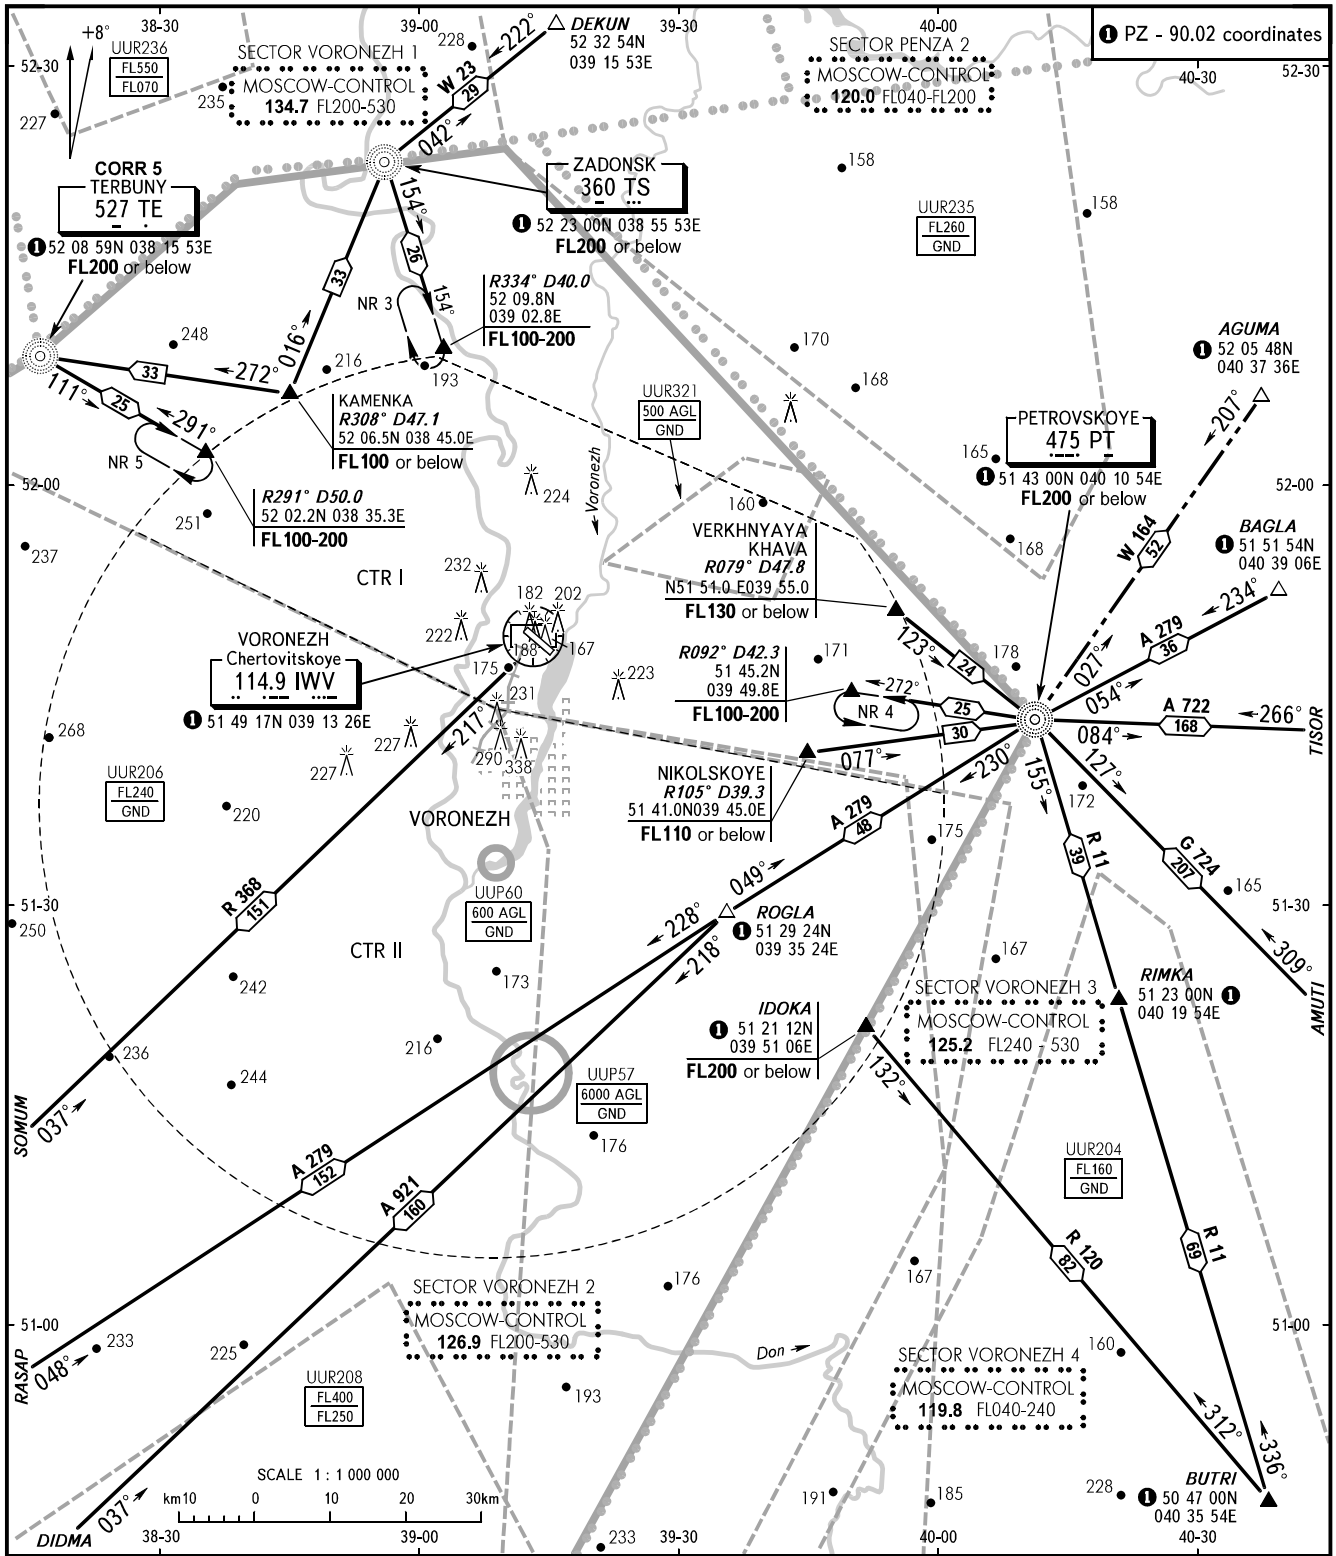 38-30
39-00
39-30
40-00
❶ PZ - 90.02 coordinates
40-30
52-30
52-30
+8°
UUR236
FL550
FL070
235
227
SECTOR VORONEZH 1
MOSCOW-CONTROL
134.7 FL200-530
228
222°
DEKUN
52 32 54N
039 15 53E
W 23
29
042°
SECTOR PENZA 2
MOSCOW-CONTROL
120.0 FL040-FL200
158
158
CORR 5
TERBUNY
527 TE
❶ 52 08 59N 038 15 53E
FL200 or below
ZADONSK
360 TS
❶ 52 23 00N 038 55 53E
FL200 or below
UUR235
FL260
GND
154°
26
154°
33
016°
NR 3
R334° D40.0
52 09.8N
039 02.8E
FL100-200
248
216
193
33
272°
111°
25
291°
NR 5
KAMENKA
R308° D47.1
52 06.5N 038 45.0E
FL100 or below
R291° D50.0
52 02.2N 038 35.3E
FL100-200
251
237
170
168
UUR321
500 AGL
GND
Voronezh
224
160
165
168
AGUMA
❶ 52 05 48N
040 37 36E
207°
PETROVSKOYE
475 PT
❶ 51 43 00N 040 10 54E
FL200 or below
52-00
52-00
W 164
52
027°
BAGLA
❶ 51 51 54N
040 39 06E
234°
A 279
36
054°
VERKHNYAYA
KHAVA
R079° D47.8
N51 51.0 E039 55.0
FL130 or below
123°
24
CTR I
232
222
182
202
188
167
175
223
231
227
227
290
338
VORONEZH
Chertovitskoye
114.9 IWV
❶ 51 49 17N 039 13 26E
217°
R092° D42.3
51 45.2N
039 49.8E
FL100-200
171
178
272°
NR 4
25
30
077°
A 722
168
266°
084°
TISOR
268
UUR206
FL240
GND
220
VORONEZH
NIKOLSKOYE
R105° D39.3
51 41.0N039 45.0E
FL110 or below
230°
155°
127°
172
A 279
48
049°
175
R 11
39
G 724
207
165
309°
AMUTI
R 368
151
250
242
CTR II
UUP60
600 AGL
GND
51-30
51-30
228°
218°
ROGLA
❶ 51 29 24N
039 35 24E
173
167
SECTOR VORONEZH 3
MOSCOW-CONTROL
125.2 FL240 - 530
RIMKA
51 23 00N ❶
040 19 54E
IDOKA
❶ 51 21 12N
039 51 06E
FL200 or below
132°
236
244
216
UUP57
6000 AGL
GND
176
SOMUM
037°
A 279
152
A 921
160
UUR204
FL160
GND
R 120
82
R 11
69
167
176
SECTOR VORONEZH 2
MOSCOW-CONTROL
126.9 FL200-530
51-00
51-00
233
225
RASAP
048°
UUR208
FL400
FL250
193
Don
SECTOR VORONEZH 4
MOSCOW-CONTROL
119.8 FL040-240
160
312°
336°
BUTRI
❶ 50 47 00N
040 35 54E
228
191
185
233
SCALE 1 : 1 000 000
km10
0
10
20
30km
037°
DIDMA
38-30
39-00
39-30
40-00
40-30